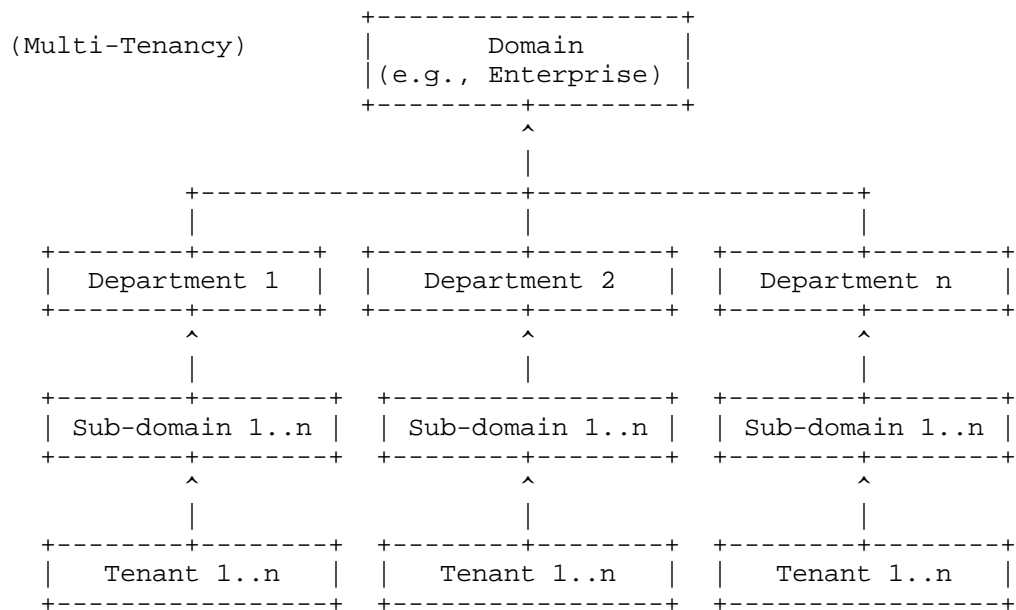 (Multi-Tenancy)
Domain
(e.g., Enterprise)
Department 1
Department 2
Department n
Sub-domain 1..n
Sub-domain 1..n
Sub-domain 1..n
Tenant 1..n
Tenant 1..n
Tenant 1..n